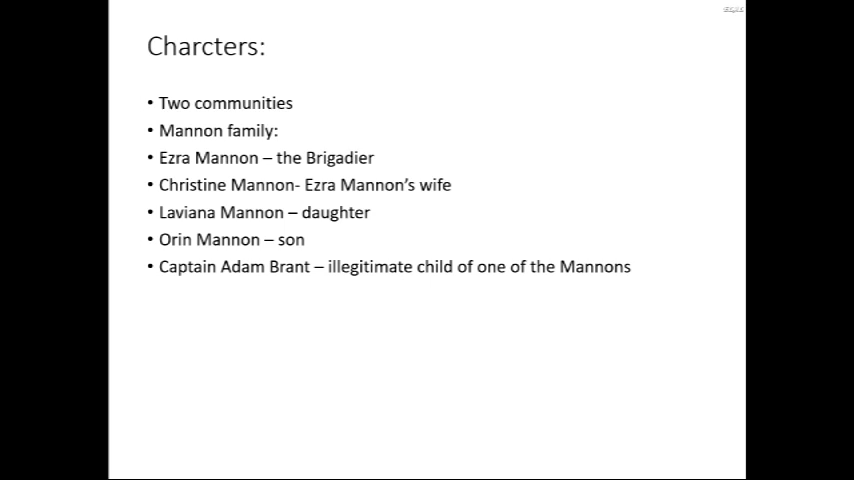 Charcters:
• Two communities
• Mannon family:
• Ezra Mannon – the Brigadier
• Christine Mannon- Ezra Mannon's wife
• Laviana Mannon – daughter
• Orin Mannon – son
• Captain Adam Brant – illegitimate child of one of the Mannons